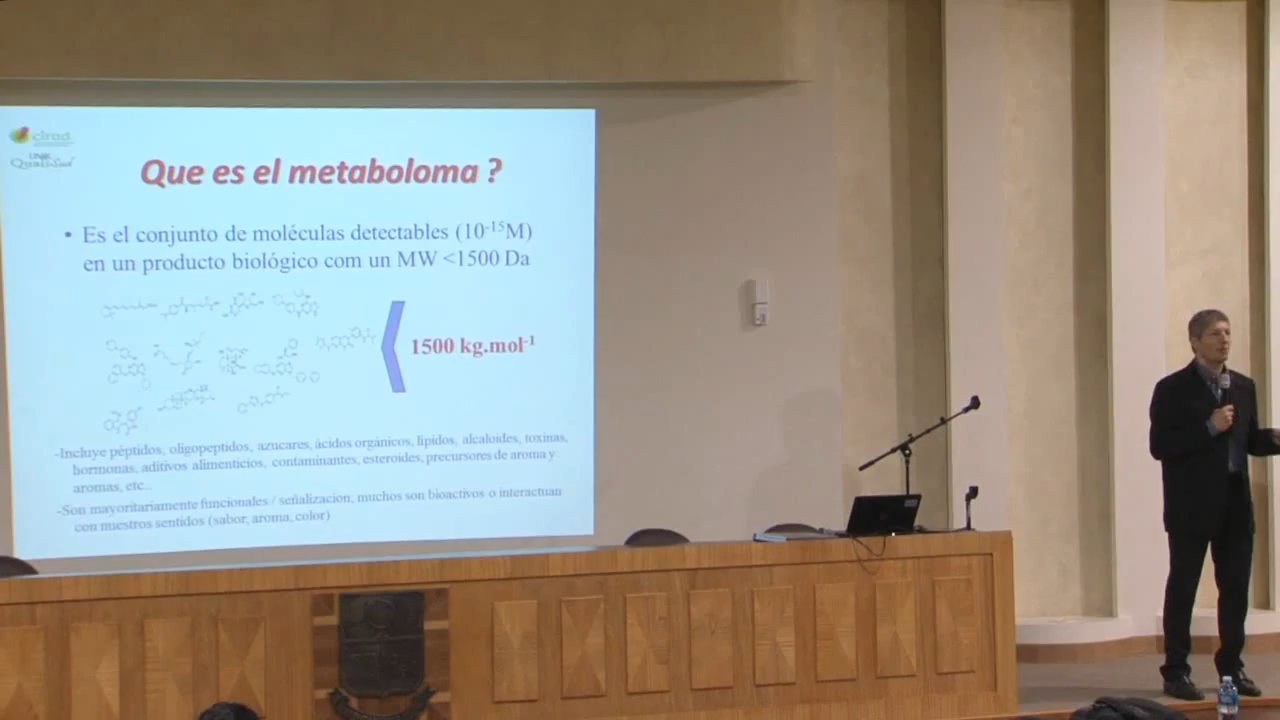 cirad
QualiSud
Que es el metaboloma ?
• Es el conjunto de moléculas detectables (10⁻¹⁵M)
en un producto biológico com un MW <1500 Da
1500 kg.mol⁻¹
-Incluye péptidos, oligopeptidos, azucares, ácidos orgánicos, lípidos, alcaloides, toxinas,
hormonas, aditivos alimenticios, contaminantes, esteroides, precursores de aroma y
aromas, etc..
-Son mayoritariamente funcionales / señalizacion, muchos son bioactivos o interactuan
con nuestros sentidos (sabor, aroma, color)